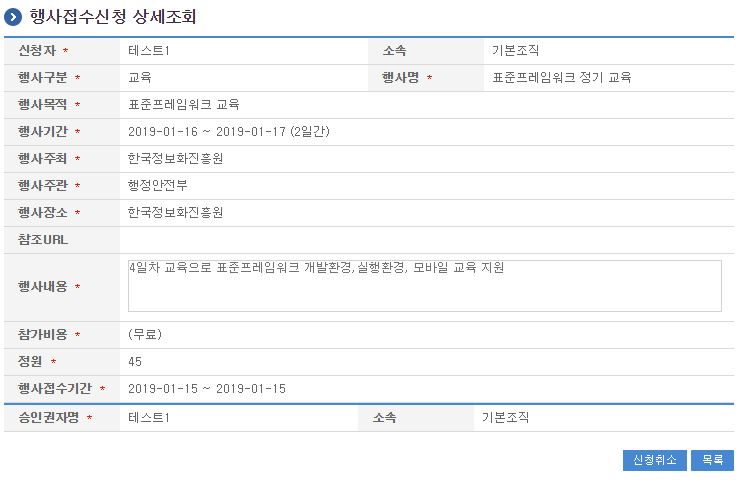 행사접수신청 상세조회
신청자 * 테스트1 소속 기본조직
행사구분 * 교육 행사명 * 표준프레임워크 정기 교육
행사목적 * 표준프레임워크 교육
행사기간 * 2019-01-16 ~ 2019-01-17 (2일간)
행사주최 * 한국정보화진흥원
행사주관 * 행정안전부
행사장소 * 한국정보화진흥원
참조URL
행사내용 * 4일차 교육으로 표준프레임워크 개발환경,실행환경, 모바일 교육 지원
참가비용 * (무료)
정원 * 45
행사접수기간 * 2019-01-15 ~ 2019-01-15
승인권자명 * 테스트1 소속 기본조직
신청취소 목록